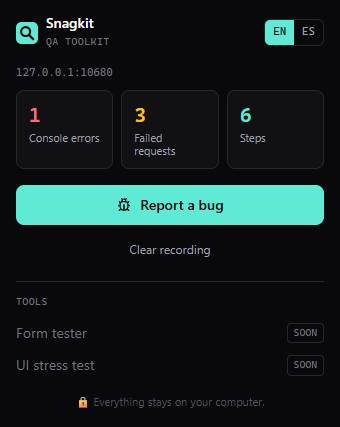 Snagkit
QA TOOLKIT
EN ES
127.0.0.1:10680
1
Console errors
3
Failed
requests
6
Steps
Report a bug
Clear recording
TOOLS
Form tester
SOON
UI stress test
SOON
Everything stays on your computer.